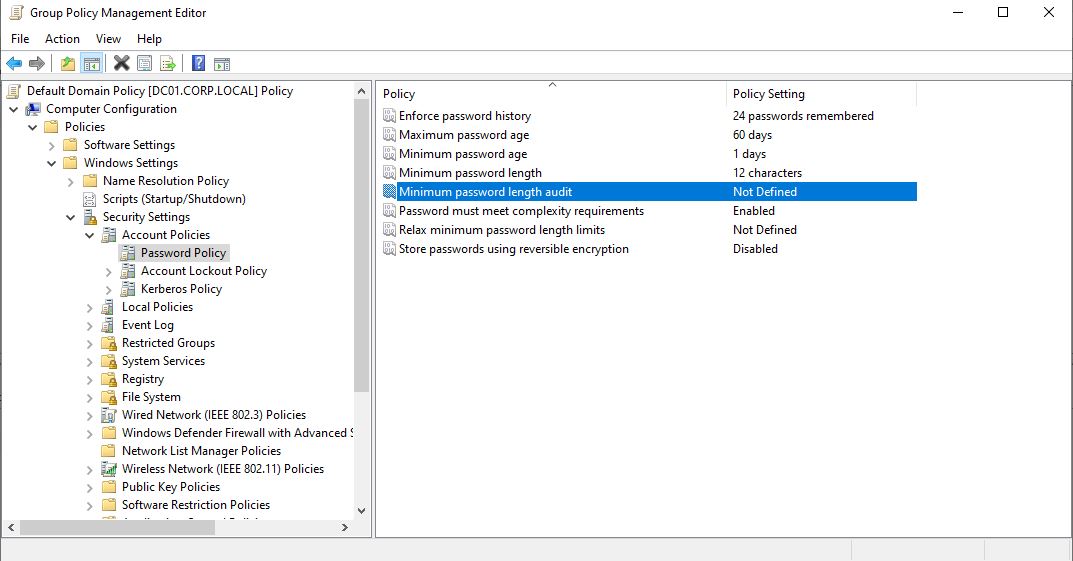 Group Policy Management Editor
File Action View Help
Default Domain Policy [DC01.CORP.LOCAL] Policy
Computer Configuration
Policies
Software Settings
Windows Settings
Name Resolution Policy
Scripts (Startup/Shutdown)
Security Settings
Account Policies
Password Policy
Account Lockout Policy
Kerberos Policy
Local Policies
Event Log
Restricted Groups
System Services
Registry
File System
Wired Network (IEEE 802.3) Policies
Windows Defender Firewall with Advanced S
Network List Manager Policies
Wireless Network (IEEE 802.11) Policies
Public Key Policies
Software Restriction Policies
Policy Policy Setting
Enforce password history 24 passwords remembered
Maximum password age 60 days
Minimum password age 1 days
Minimum password length 12 characters
Minimum password length audit Not Defined
Password must meet complexity requirements Enabled
Relax minimum password length limits Not Defined
Store passwords using reversible encryption Disabled